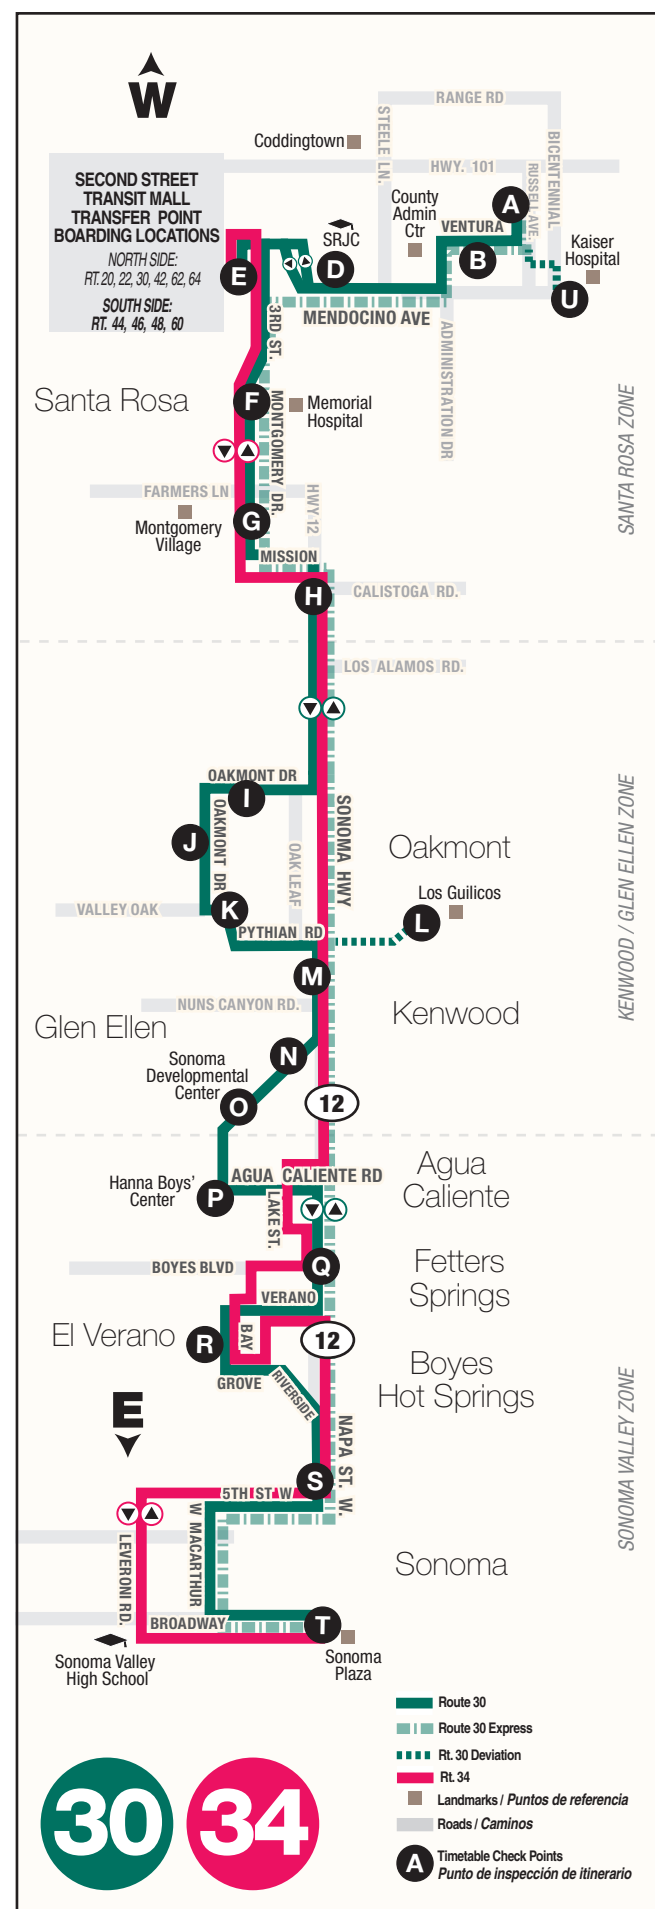 W
RANGE RD
STEELE LN.
BICENTENNIAL
Coddingtown
HWY. 101
RUSSELL AVE.
SECOND STREET
TRANSIT MALL
TRANSFER POINT
BOARDING LOCATIONS
NORTH SIDE:
RT. 20, 22, 30, 42, 62, 64
SOUTH SIDE:
RT. 44, 46, 48, 60
County
Admin
Ctr
A
VENTURA
B
Kaiser
Hospital
SRJC
D
E
U
3RD ST.
MENDOCINO AVE
ADMINISTRATION DR
Santa Rosa
F
MONTGOMERY DR.
Memorial
Hospital
SANTA ROSA ZONE
FARMERS LN
HWY 12
Montgomery
Village
G
MISSION
H
CALISTOGA RD.
LOS ALAMOS RD.
OAKMONT DR
I
SONOMA HWY
J
OAKMONT DR
OAK LEAF
Oakmont
Los Guilicos
VALLEY OAK
K
L
PYTHIAN RD
KENWOOD / GLEN ELLEN ZONE
M
NUNS CANYON RD.
Glen Ellen
Kenwood
Sonoma
Developmental
Center
N
O
12
Agua
Caliente
AGUA CALIENTE RD
Hanna Boys'
Center
P
LAKE ST.
BOYES BLVD
Q
Fetters
Springs
VERANO
El Verano
R
BAY
12
Boyes
Hot Springs
GROVE
RIVERSIDE
E
NAPA ST. W.
SONOMA VALLEY ZONE
S
5TH ST W
LEVERONI RD.
W MACARTHUR
Sonoma
BROADWAY
T
Sonoma Valley
High School
Sonoma
Plaza
Route 30
Route 30 Express
Rt. 30 Deviation
Rt. 34
Landmarks / Puntos de referencia
Roads / Caminos
A
Timetable Check Points
Punto de inspección de itinerario
30
34